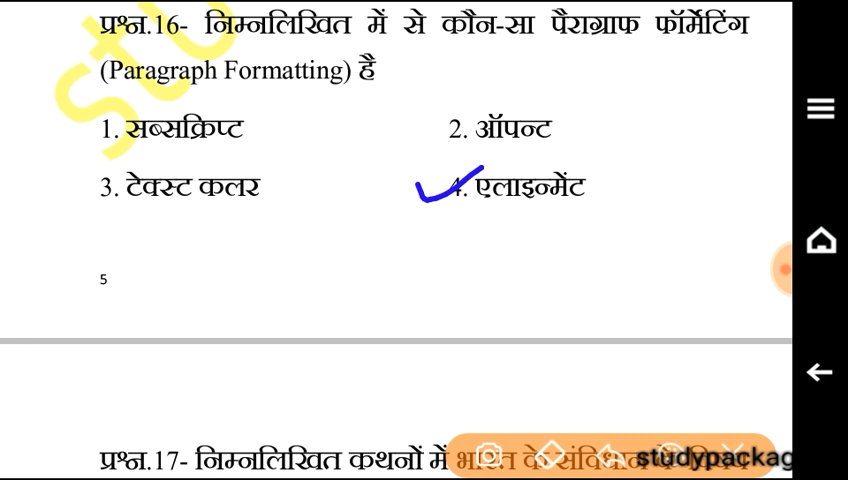 प्रश्न.16- निम्नलिखित में से कौन-सा पैराग्राफ फॉर्मेटिंग
(Paragraph Formatting) है
1. सब्सक्रिप्ट 2. ऑपन्ट
3. टेक्स्ट कलर 4. एलाइन्मेंट
5
प्रश्न.17- निम्नलिखित कथनों में भारत के संविधान के
studypackag